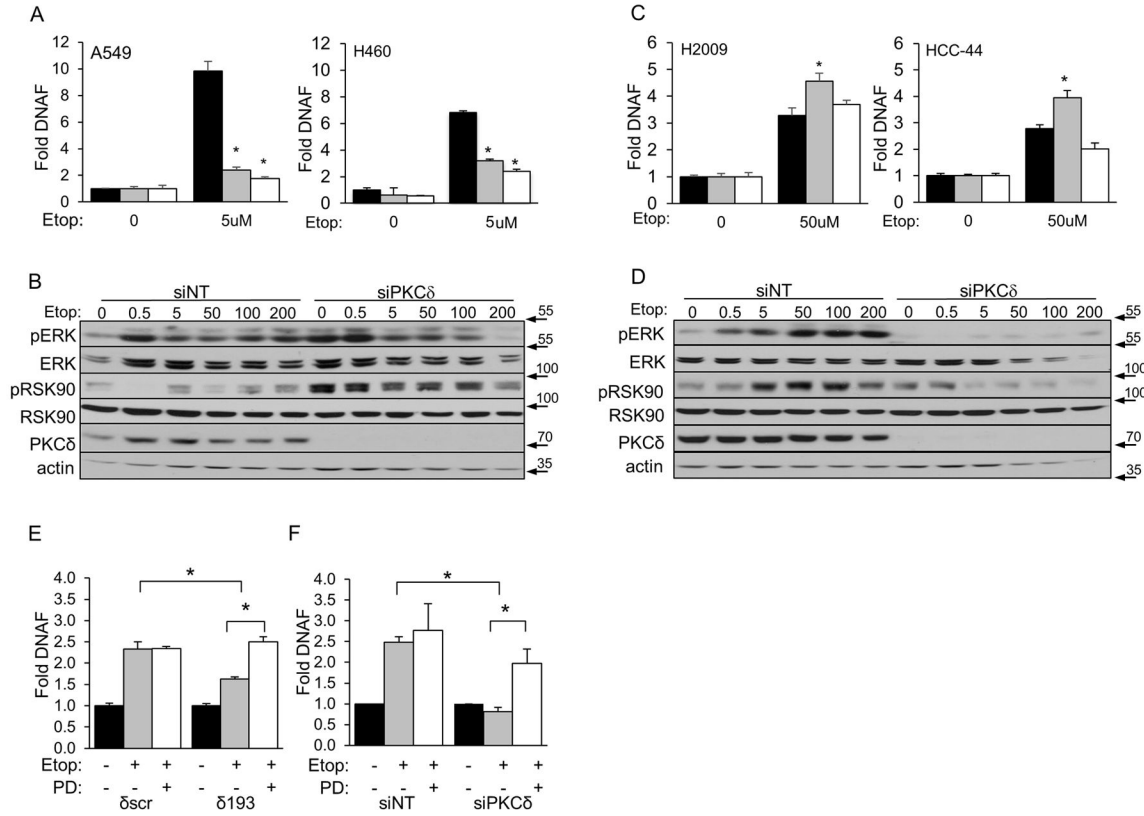 A
A549
Fold DNAF
12
10
8
6
4
2
0
* *
Etop: 0 5uM
H460
Fold DNAF
12
10
8
6
4
2
0
* *
Etop: 0 5uM
C
H2009
Fold DNAF
6
5
4
3
2
1
0
*
Etop: 0 50uM
HCC-44
Fold DNAF
6
5
4
3
2
1
0
*
Etop: 0 50uM
B
siNT siPKCδ
Etop: 0 0.5 5 50 100 200 0 0.5 5 50 100 200
55
pERK 55
ERK
100
pRSK90 100
RSK90
PKCδ 70
actin 35
D
siNT siPKCδ
Etop: 0 0.5 5 50 100 200 0 0.5 5 50 100 200
55
pERK
55
ERK
100
pRSK90 100
RSK90
PKCδ 70
actin
35
E
Fold DNAF
4.0
3.5
3.0
2.5
2.0
1.5
1.0
0.5
0.0
*
*
Etop: - + + - + +
PD: - - + - - +
δscr δ193
F
Fold DNAF
4.0
3.5
3.0
2.5
2.0
1.5
1.0
0.5
0.0
*
*
Etop: - + + - + +
PD: - - + - - +
siNT siPKCδ